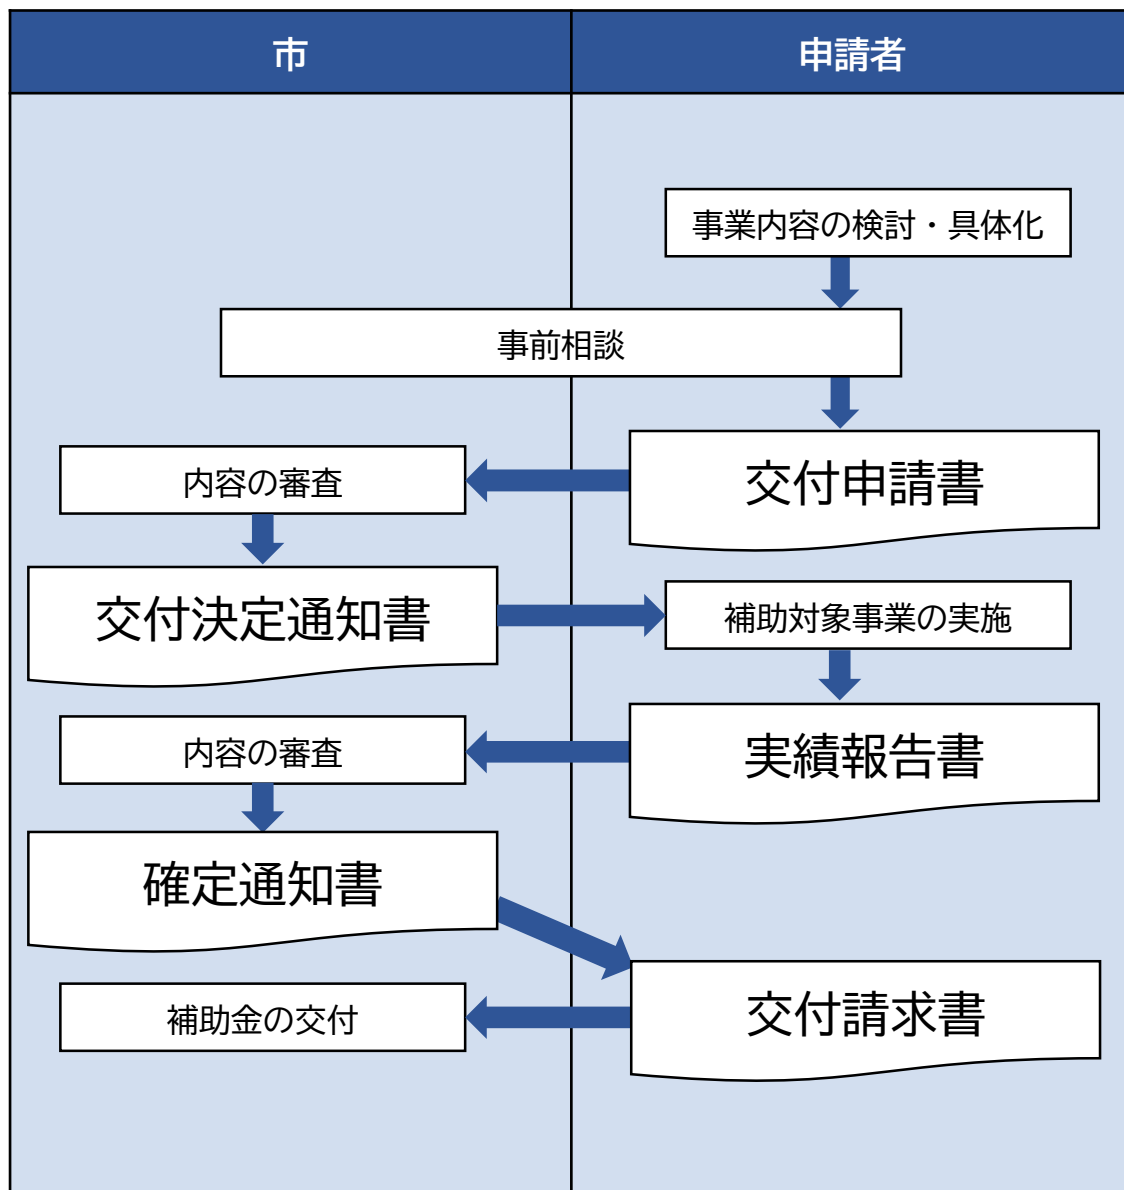 市
申請者
事業内容の検討・具体化
事前相談
交付申請書
内容の審査
交付決定通知書
補助対象事業の実施
実績報告書
内容の審査
確定通知書
交付請求書
補助金の交付